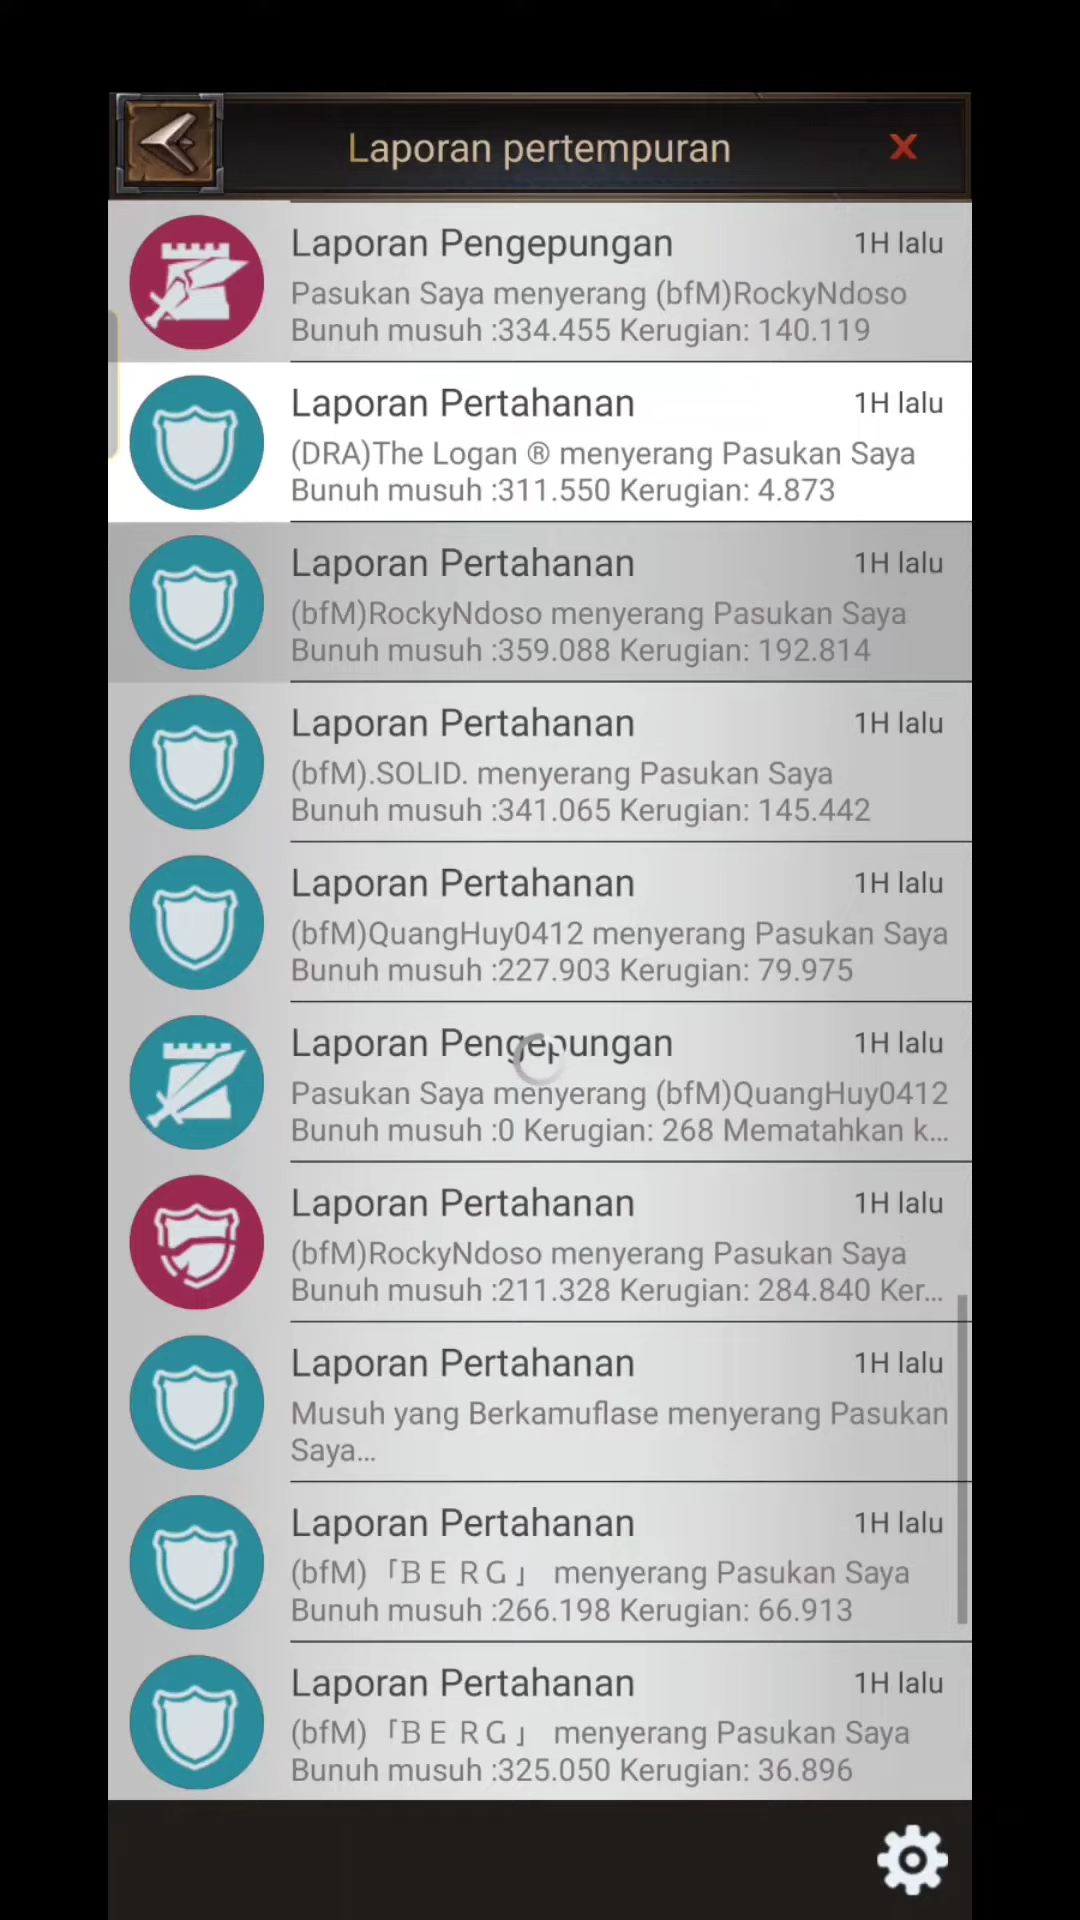 Laporan pertempuran
X
Laporan Pengepungan 1H lalu
Pasukan Saya menyerang (bfM)RockyNdoso
Bunuh musuh :334.455 Kerugian: 140.119
Laporan Pertahanan 1H lalu
(DRA)The Logan ® menyerang Pasukan Saya
Bunuh musuh :311.550 Kerugian: 4.873
Laporan Pertahanan 1H lalu
(bfM)RockyNdoso menyerang Pasukan Saya
Bunuh musuh :359.088 Kerugian: 192.814
Laporan Pertahanan 1H lalu
(bfM).SOLID. menyerang Pasukan Saya
Bunuh musuh :341.065 Kerugian: 145.442
Laporan Pertahanan 1H lalu
(bfM)QuangHuy0412 menyerang Pasukan Saya
Bunuh musuh :227.903 Kerugian: 79.975
Laporan Pengepungan 1H lalu
Pasukan Saya menyerang (bfM)QuangHuy0412
Bunuh musuh :0 Kerugian: 268 Mematahkan k...
Laporan Pertahanan 1H lalu
(bfM)RockyNdoso menyerang Pasukan Saya
Bunuh musuh :211.328 Kerugian: 284.840 Ker...
Laporan Pertahanan 1H lalu
Musuh yang Berkamuflase menyerang Pasukan
Saya...
Laporan Pertahanan 1H lalu
(bfM)「ＢＥＲＧ」 menyerang Pasukan Saya
Bunuh musuh :266.198 Kerugian: 66.913
Laporan Pertahanan 1H lalu
(bfM)「ＢＥＲＧ」 menyerang Pasukan Saya
Bunuh musuh :325.050 Kerugian: 36.896